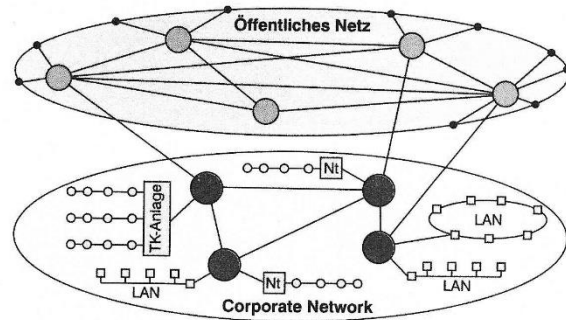 Öffentliches Netz
Nt
TK-Anlage
LAN
LAN
Nt
LAN
Corporate Network